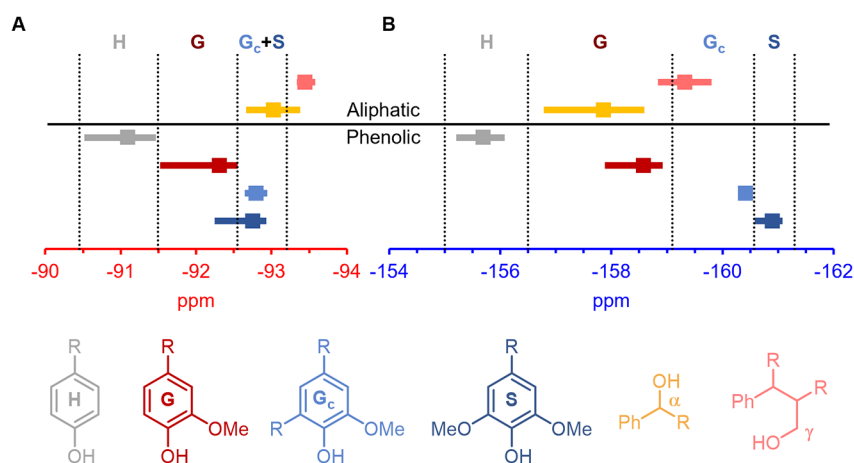 A
B
H G Gc+S
H G Gc S
Aliphatic
Phenolic
-90 -91 -92 -93 -94
ppm
-154 -156 -158 -160 -162
ppm
R
H
OH
R
G
OMe
OH
R
Gc
R
OMe
OH
R
S
MeO
OMe
OH
OH
α
Ph R
R
Ph R
HO γ